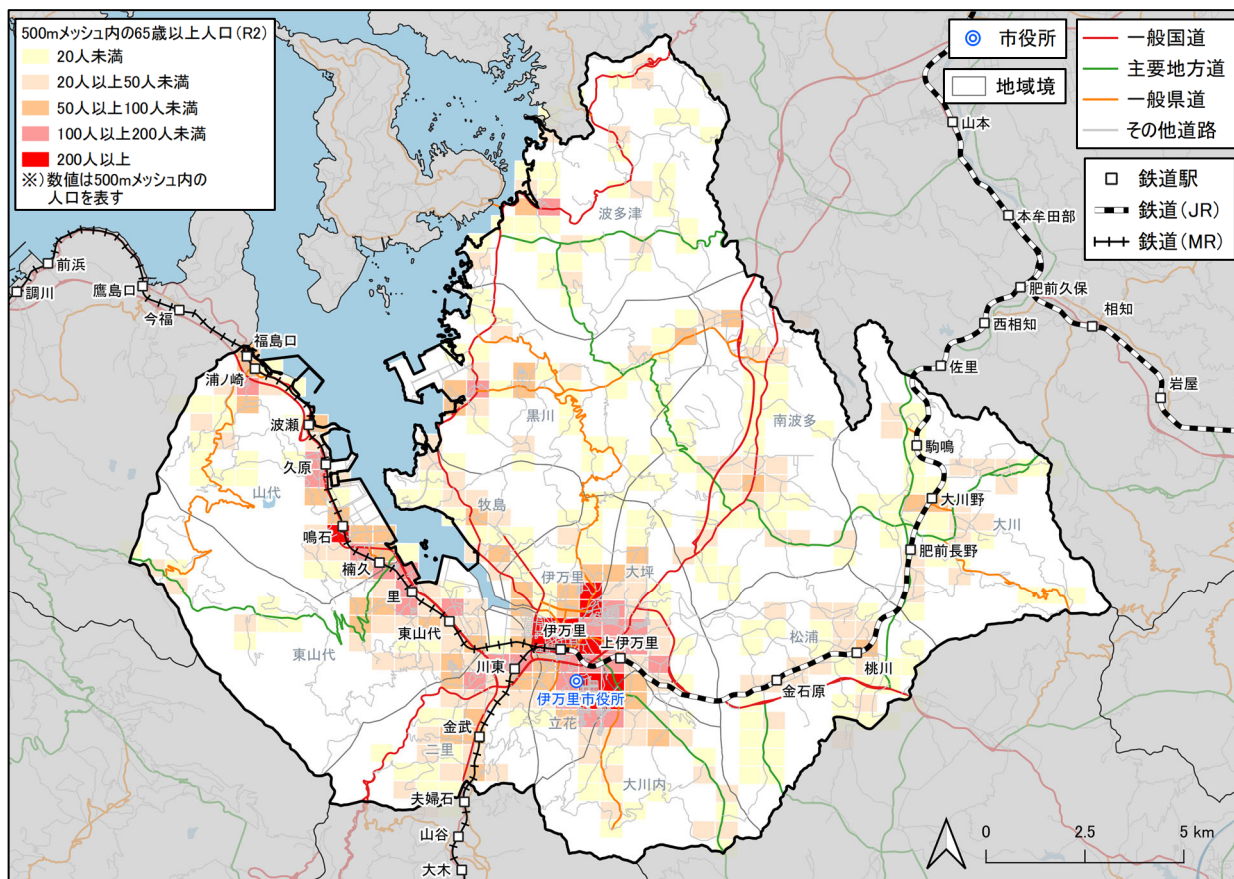 500mメッシュ内の65歳以上人口(R2)
20人未満
20人以上50人未満
50人以上100人未満
100人以上200人未満
200人以上
※)数値は500mメッシュ内の
人口を表す
市役所
地域境
一般国道
主要地方道
一般県道
その他道路
鉄道駅
鉄道(JR)
鉄道(MR)
山本
本牟田部
肥前久保
相知
西相知
佐里
岩屋
波多津
前浜
調川
鷹島口
今福
福島口
浦ノ崎
波瀬
久原
山代
鳴石
楠久
里
東山代
東山代
黒川
南波多
牧島
駒鳴
大川野
大川
肥前長野
伊万里
大坪
伊万里
上伊万里
松浦
桃川
金石原
川東
伊万里市役所
立花
金武
二里
大川内
夫婦石
山谷
大木
0 2.5 5 km